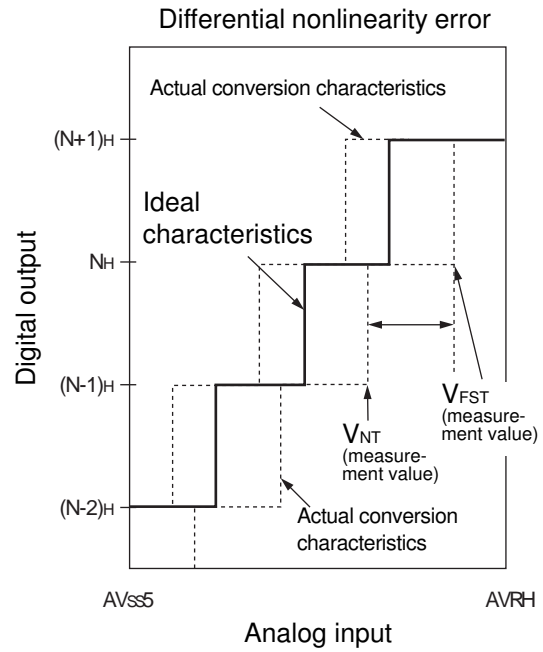 Differential nonlinearity error
Actual conversion characteristics
(N+1)H
Ideal
characteristics
NH
Digital output
(N-1)H
VFST
(measure-
ment value)
VNT
(measure-
ment value)
(N-2)H
Actual conversion
characteristics
AVss5
AVRH
Analog input